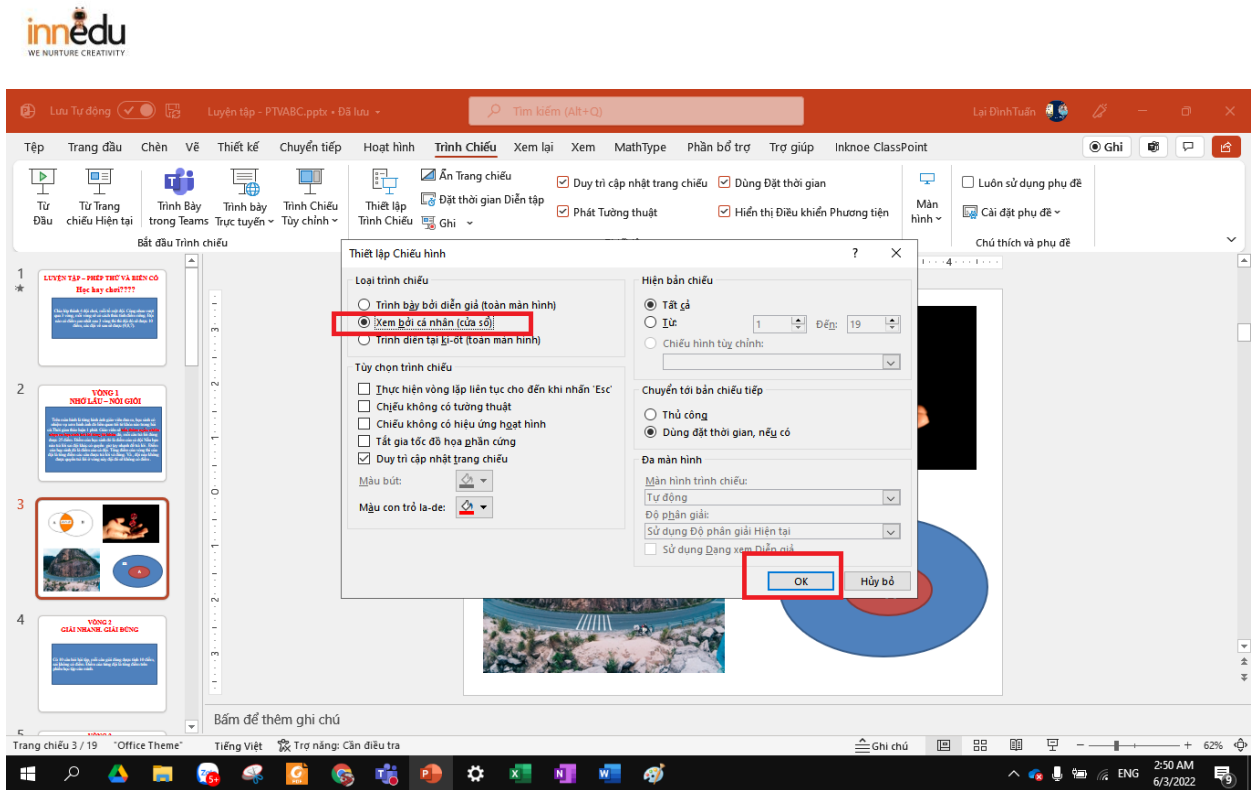 innedu
WE NURTURE CREATIVITY
Lưu Tự động Luyện tập – PTVABC.pptx • Đã lưu Tìm kiếm (Alt+Q) Lại Đình Tuấn
Tệp Trang đầu Chèn Vẽ Thiết kế Chuyển tiếp Hoạt hình Trình Chiếu Xem lại Xem MathType Phần bổ trợ Trợ giúp Inknoe ClassPoint Ghi
Từ Đầu
Từ Trang chiếu Hiện tại
Trình Bày trong Teams
Trình bày Trực tuyến
Trình Chiếu Tùy chỉnh
Thiết lập Trình Chiếu
Ẩn Trang chiếu
Đặt thời gian Diễn tập
Ghi
Duy trì cập nhật trang chiếu
Phát Tường thuật
Dùng Đặt thời gian
Hiển thị Điều khiển Phương tiện
Màn hình
Luôn sử dụng phụ đề
Cài đặt phụ đề
Bắt đầu Trình chiếu
Chú thích và phụ đề
Thiết lập Chiếu hình ?
Loại trình chiếu
Trình bày bởi diễn giả (toàn màn hình)
Xem bởi cá nhân (cửa sổ)
Trình diễn tại ki-ốt (toàn màn hình)
Tùy chọn trình chiếu
Thực hiện vòng lặp liên tục cho đến khi nhấn 'Esc'
Chiếu không có tường thuật
Chiếu không có hiệu ứng hoạt hình
Tắt gia tốc đồ họa phần cứng
Duy trì cập nhật trang chiếu
Màu bút:
Màu con trỏ la-de:
Hiện bản chiếu
Tất cả
Từ: 1 Đến: 19
Chiếu hình tùy chỉnh:
Chuyển tới bản chiếu tiếp
Thủ công
Dùng đặt thời gian, nếu có
Đa màn hình
Màn hình trình chiếu:
Tự động
Độ phân giải:
Sử dụng Độ phân giải Hiện tại
Sử dụng Dạng xem Diễn giả
OK Hủy bỏ
1
LUYỆN TẬP – PHÉP THỬ VÀ BIẾN CỐ
Học hay chơi????
2
VÒNG 1
NHỚ LÂU – NÓI GIỎI
3
4
VÒNG 2
GIẢI NHANH. GIẢI ĐÚNG
Bấm để thêm ghi chú
Trang chiếu 3 / 19 "Office Theme" Tiếng Việt Trợ năng: Cần điều tra Ghi chú 62%
ENG 2:50 AM
6/3/2022